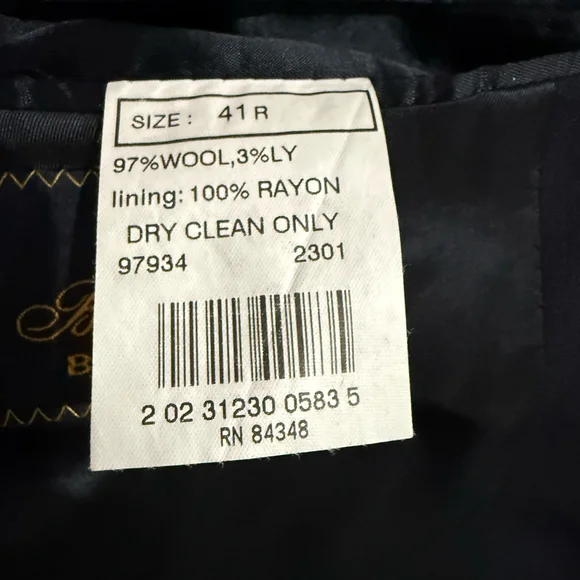 SIZE: 41 R
97%WOOL,3%LY
lining: 100% RAYON
DRY CLEAN ONLY
97934 2301
2 02 31230 0583 5
RN 84348